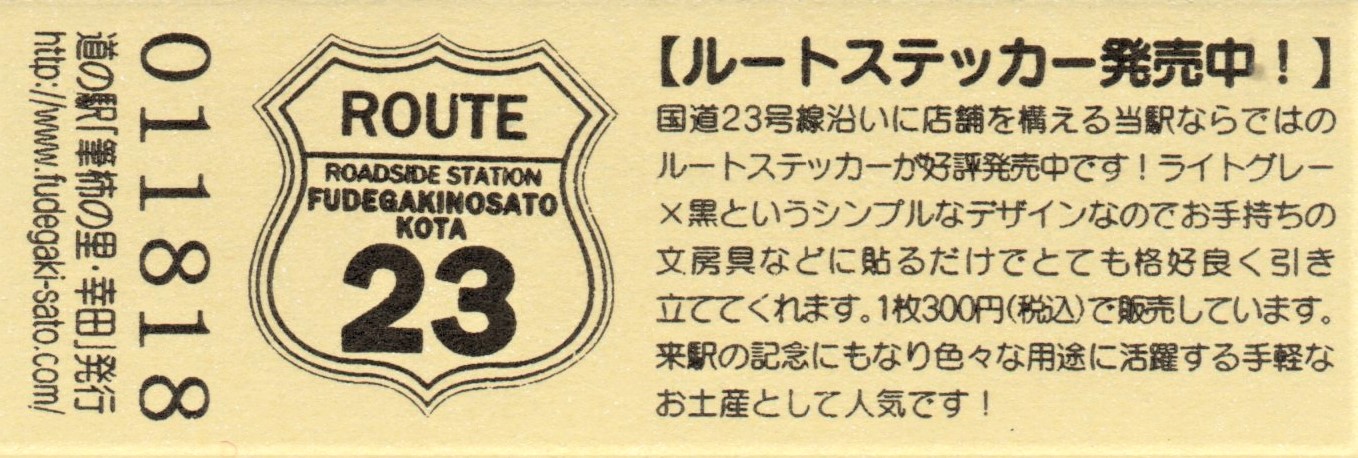 道の駅「筆柿の里・幸田」発行
http://www.fudegaki-sato.com/
011818
ROUTE
ROADSIDE STATION
FUDEGAKINOSATO
KOTA
23
【ルートステッカー発売中!】
国道23号線沿いに店舗を構える当駅ならではの
ルートステッカーが好評発売中です!ライトグレー
×黒というシンプルなデザインなのでお手持ちの
文房具などに貼るだけでとても格好良く引き
立ててくれます。1枚300円(税込)で販売しています。
来駅の記念にもなり色々な用途に活躍する手軽な
お土産として人気です!